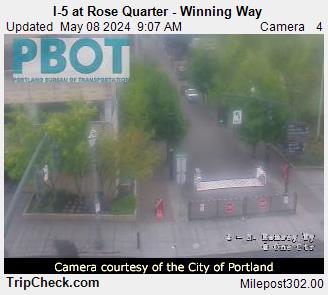 I-5 at Rose Quarter - Winning Way
Updated May 08 2024 9:07 AM Camera 4
PBOT
PORTLAND BUREAU OF TRANSPORTATION
Camera courtesy of the City of Portland
TripCheck.com Milepost302.00